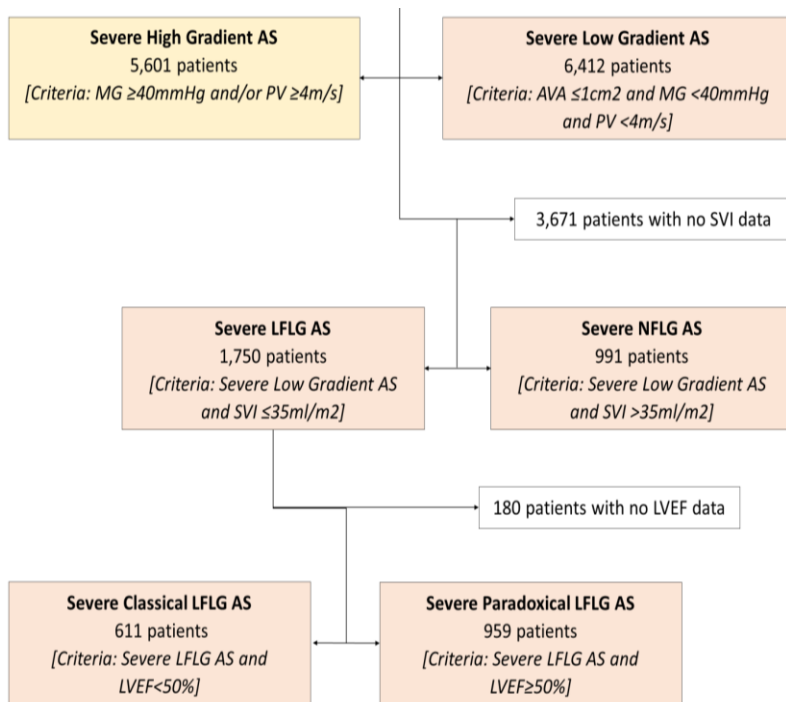 Severe High Gradient AS
5,601 patients
[Criteria: MG ≥40mmHg and/or PV ≥4m/s]
Severe Low Gradient AS
6,412 patients
[Criteria: AVA ≤1cm2 and MG <40mmHg
and PV <4m/s]
3,671 patients with no SVI data
Severe LFLG AS
1,750 patients
[Criteria: Severe Low Gradient AS
and SVI ≤35ml/m2]
Severe NFLG AS
991 patients
[Criteria: Severe Low Gradient AS
and SVI >35ml/m2]
180 patients with no LVEF data
Severe Classical LFLG AS
611 patients
[Criteria: Severe LFLG AS and
LVEF<50%]
Severe Paradoxical LFLG AS
959 patients
[Criteria: Severe LFLG AS and
LVEF≥50%]